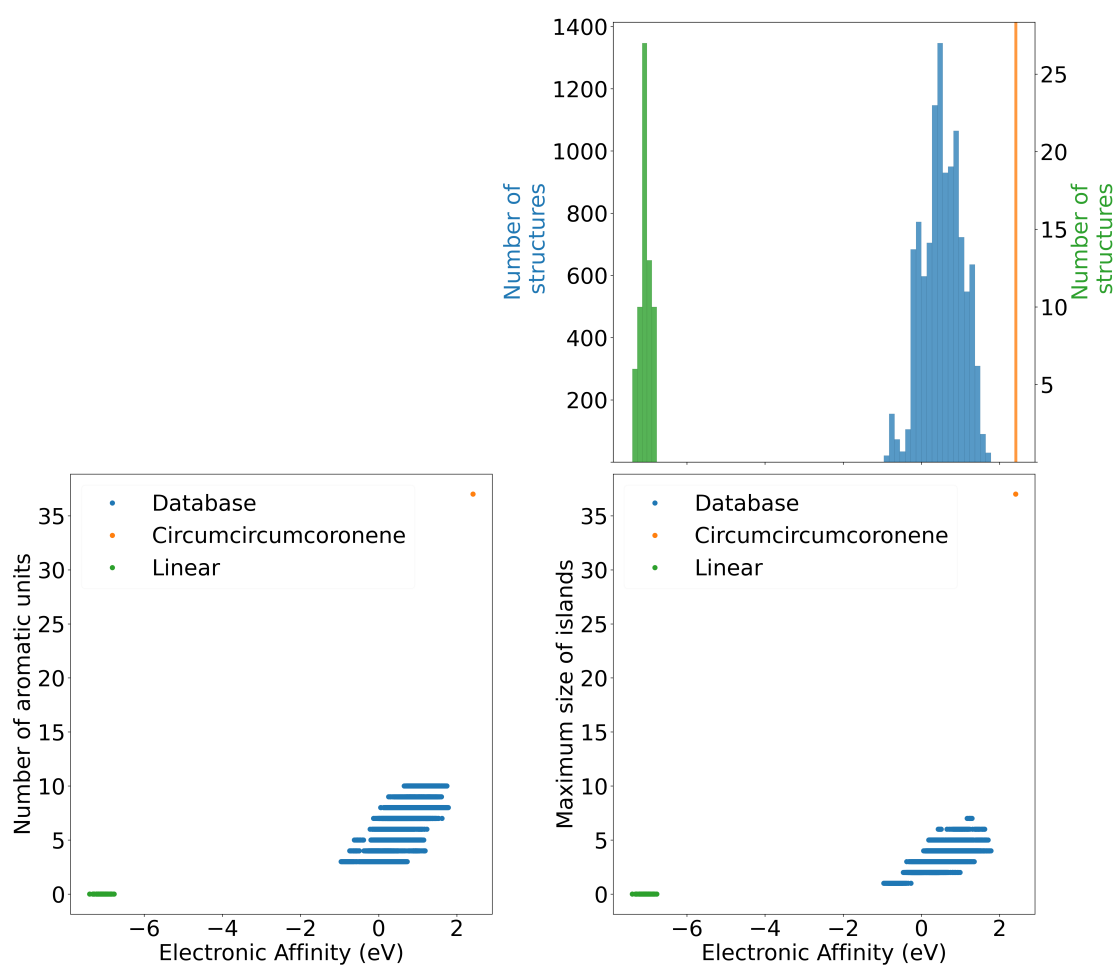 1400
1200
1000
800
600
400
200
Number of
structures
25
20
15
10
5
Number of
structures
Database
Circumcircumcoronene
Linear
35
30
25
20
15
10
5
0
Number of aromatic units
−6 −4 −2 0 2
Electronic Affinity (eV)
Database
Circumcircumcoronene
Linear
35
30
25
20
15
10
5
0
Maximum size of islands
−6 −4 −2 0 2
Electronic Affinity (eV)